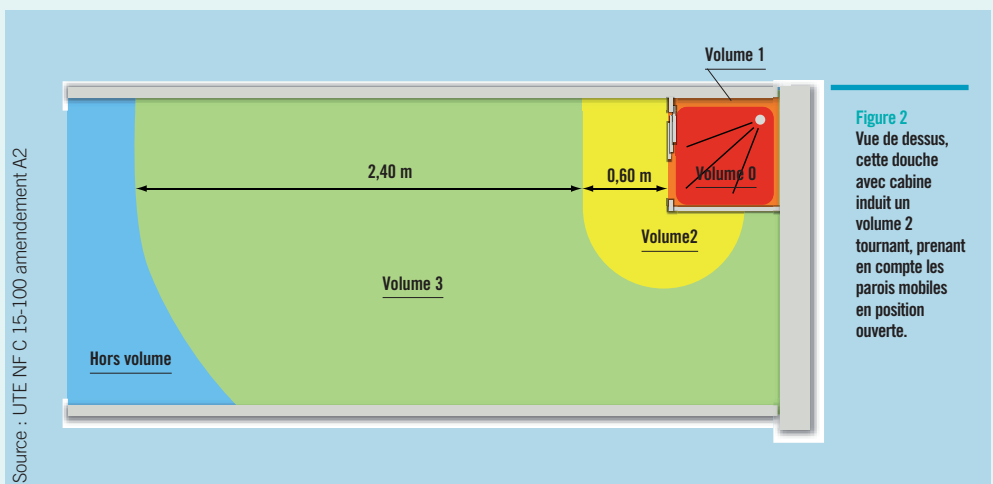 Volume 1
2,40 m
0,60 m
Volume 0
Volume2
Volume 3
Hors volume
Source : UTE NF C 15-100 amendement A2
Figure 2
Vue de dessus,
cette douche
avec cabine
induit un
volume 2
tournant, prenant
en compte les
parois mobiles
en position
ouverte.